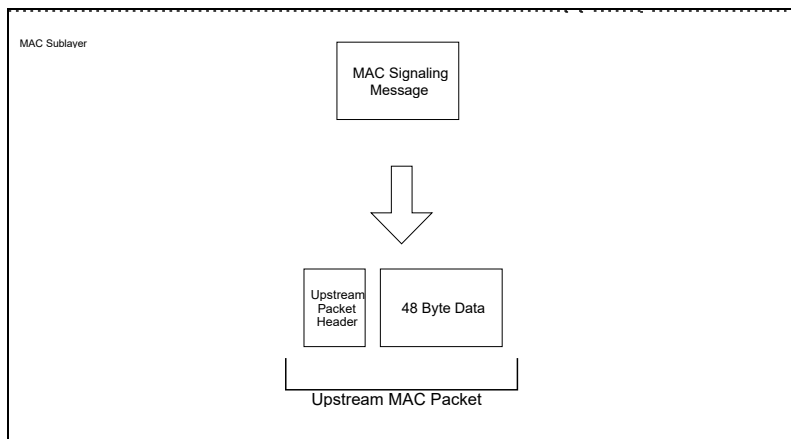 MAC Sublayer
MAC Signaling
Message
Upstream
Packet
Header
48 Byte Data
Upstream MAC Packet